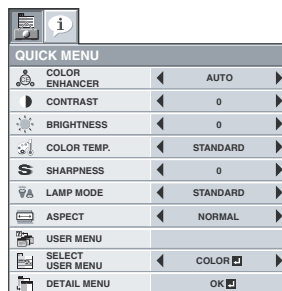 i
QUICK MENU
COLOR
ENHANCER
AUTO
CONTRAST
0
BRIGHTNESS
0
COLOR TEMP.
STANDARD
SHARPNESS
0
LAMP MODE
STANDARD
ASPECT
NORMAL
USER MENU
SELECT
USER MENU
COLOR
DETAIL MENU
OK